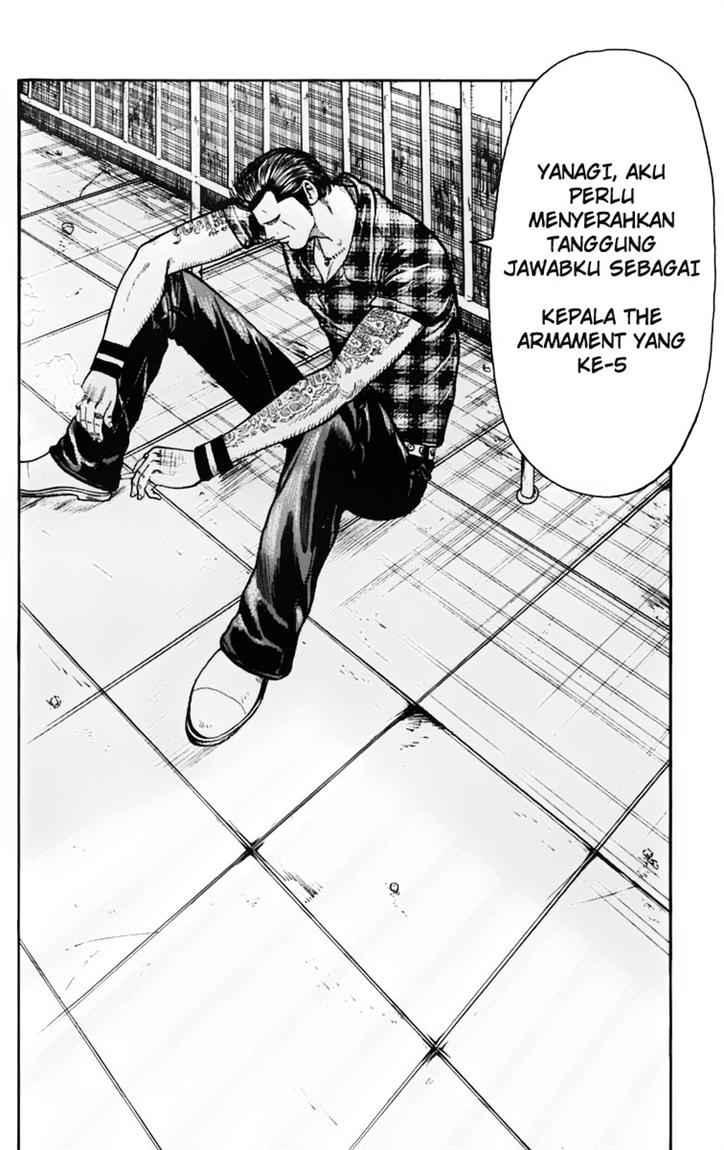 YANAGI, AKU
PERLU
MENYERAHKAN
TANGGUNG
JAWABKU SEBAGAI
KEPALA THE
ARMAMENT YANG
KE-5